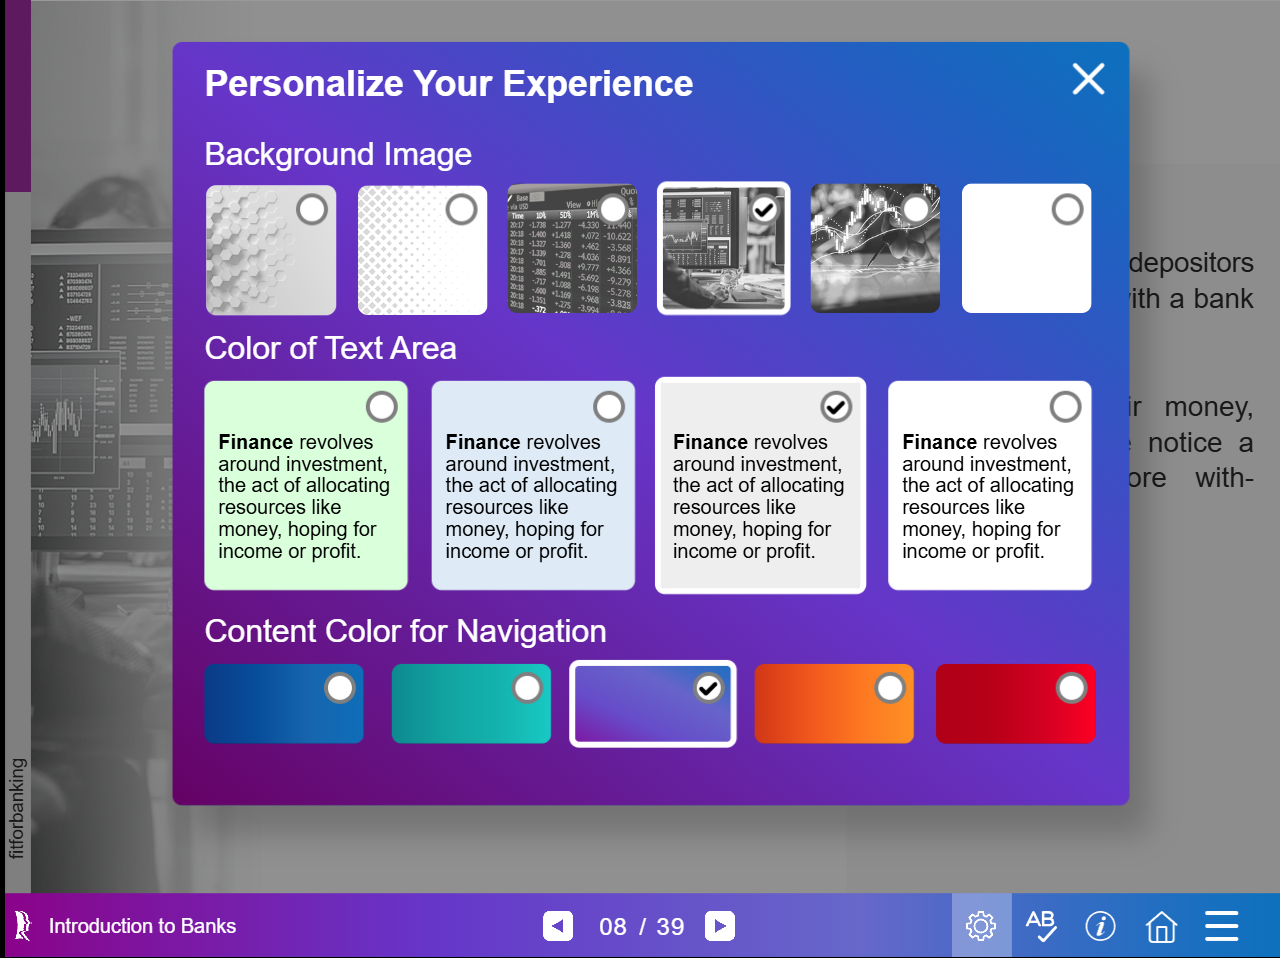 Personalize Your Experience
Background Image
Color of Text Area
Finance revolves
around investment,
the act of allocating
resources like
money, hoping for
income or profit.
Finance revolves
around investment,
the act of allocating
resources like
money, hoping for
income or profit.
Finance revolves
around investment,
the act of allocating
resources like
money, hoping for
income or profit.
Finance revolves
around investment,
the act of allocating
resources like
money, hoping for
income or profit.
Content Color for Navigation
depositors
with a bank
money,
notice a
with-
fitforbanking
Introduction to Banks
08 / 39
AB